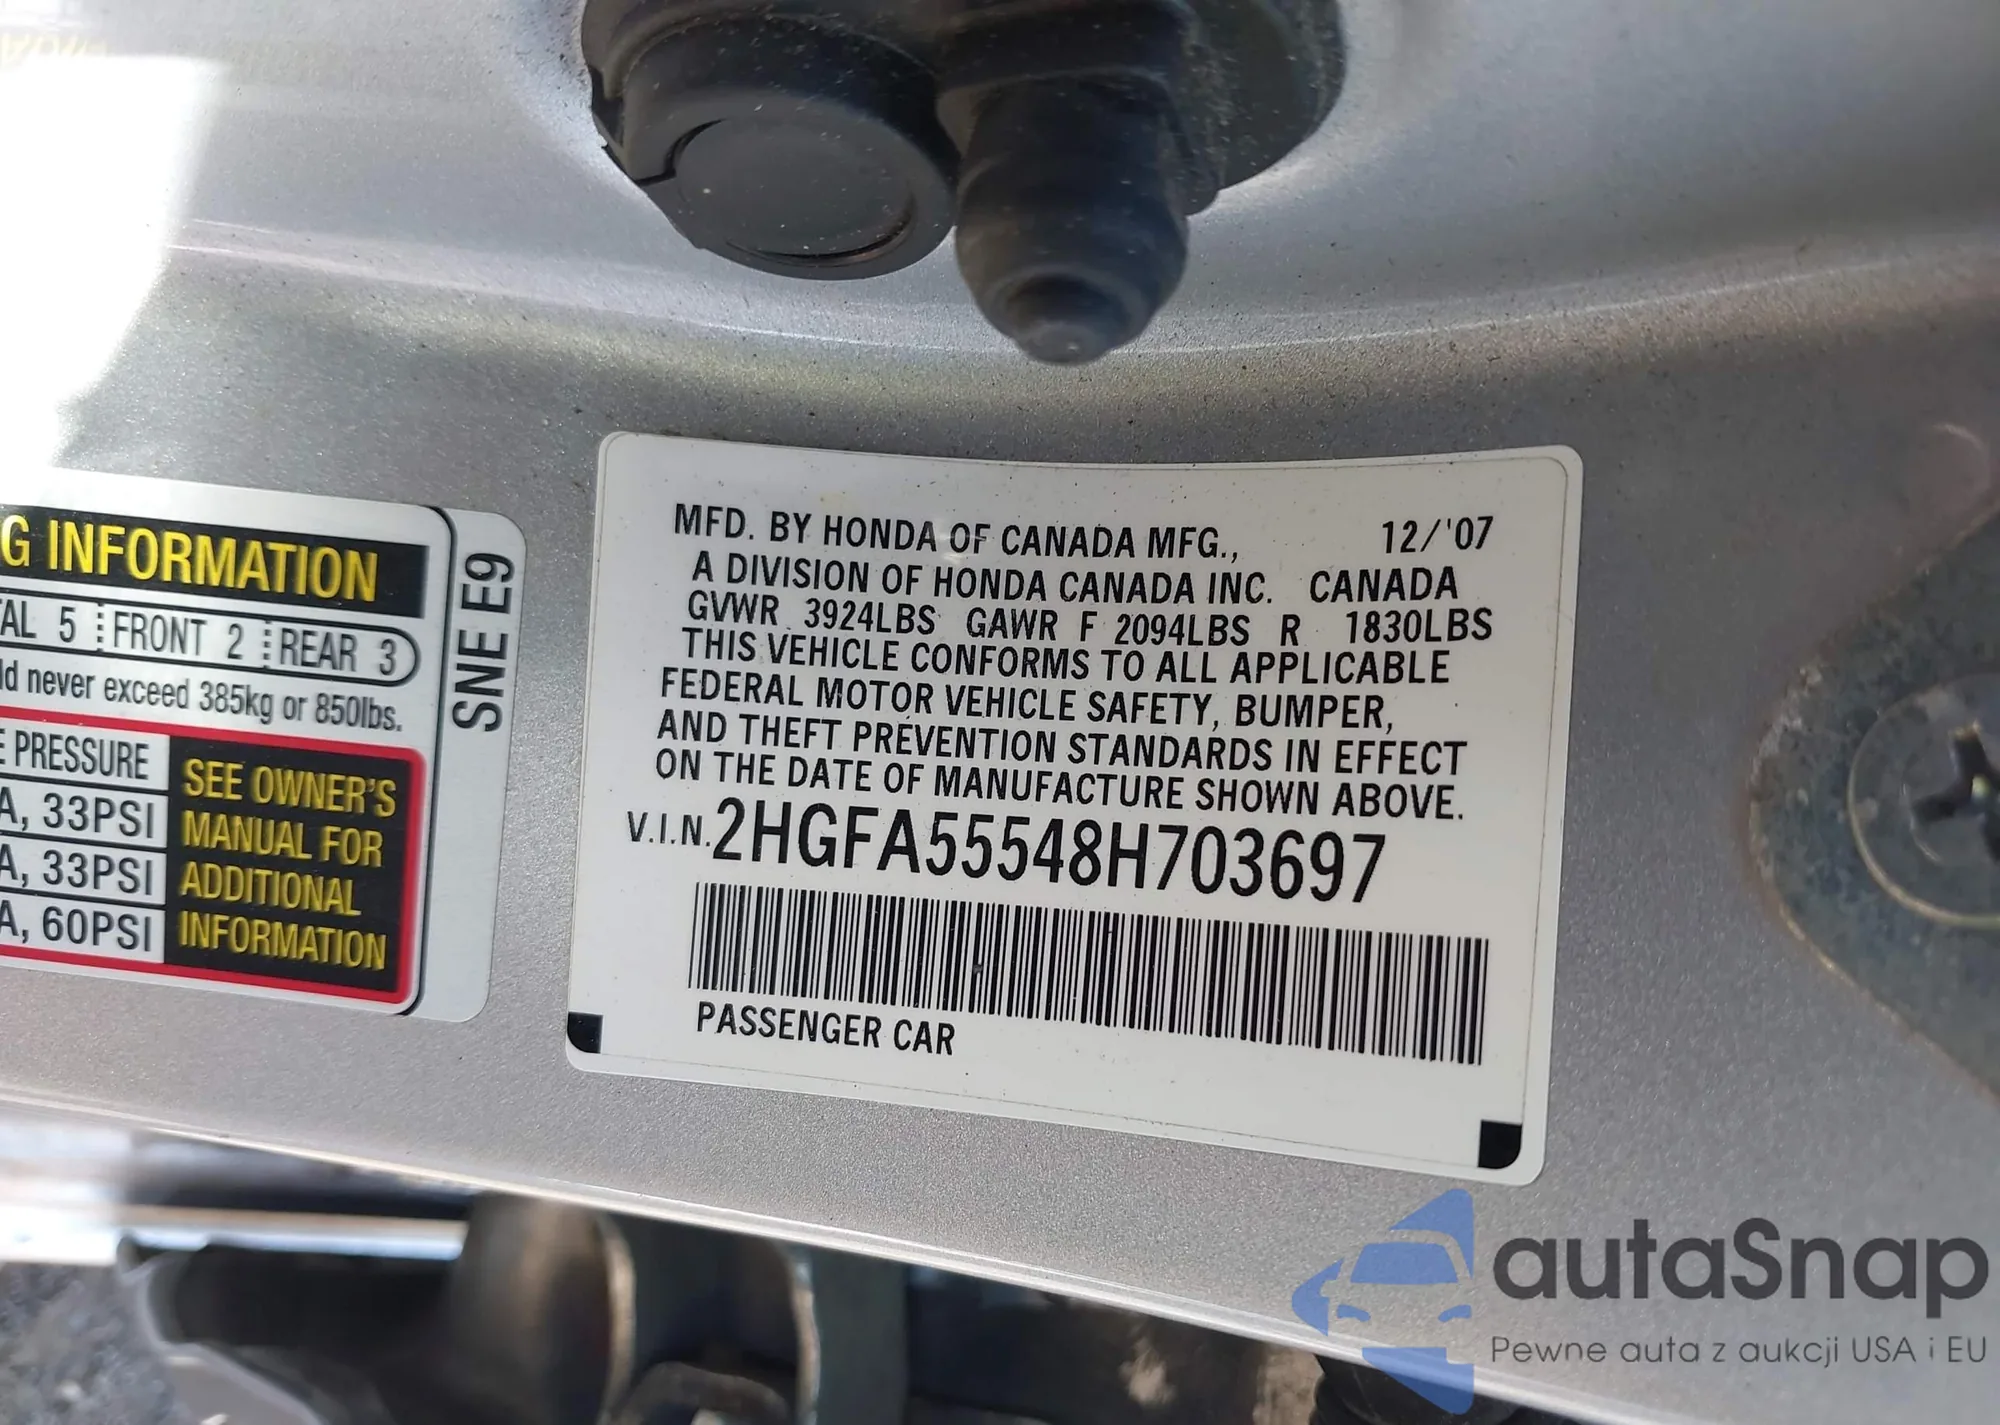 G INFORMATION
TAL 5 FRONT 2 REAR 3
ld never exceed 385kg or 850lbs.
E PRESSURE
A, 33PSI
A, 33PSI
A, 60PSI
SEE OWNER'S
MANUAL FOR
ADDITIONAL
INFORMATION
SNE E9
MFD. BY HONDA OF CANADA MFG., 12/'07
A DIVISION OF HONDA CANADA INC. CANADA
GVWR 3924LBS GAWR F 2094LBS R 1830LBS
THIS VEHICLE CONFORMS TO ALL APPLICABLE
FEDERAL MOTOR VEHICLE SAFETY, BUMPER,
AND THEFT PREVENTION STANDARDS IN EFFECT
ON THE DATE OF MANUFACTURE SHOWN ABOVE.
V.I.N. 2HGFA55548H703697
PASSENGER CAR
autaSnap
Pewne auta z aukcji USA i EU